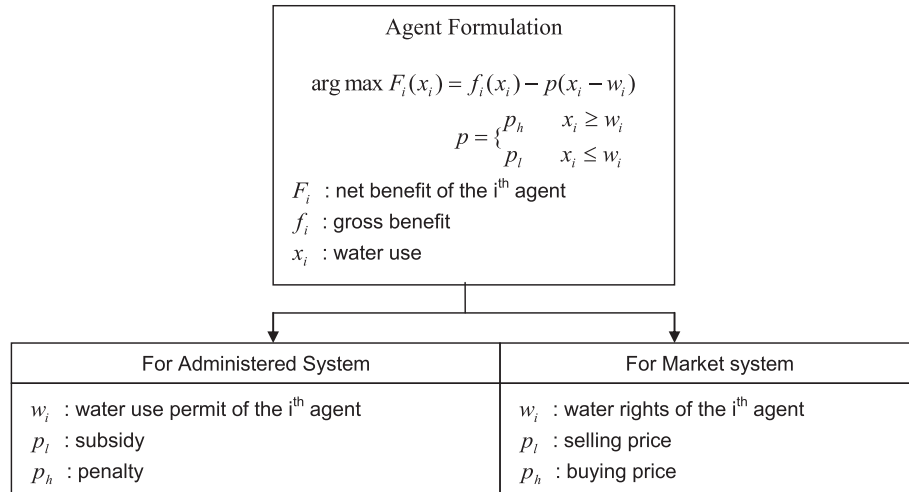 Agent Formulation
arg max F_i(x_i) = f_i(x_i) − p(x_i − w_i)
p = { p_h x_i ≥ w_i
p_l x_i ≤ w_i
F_i : net benefit of the i^th agent
f_i : gross benefit
x_i : water use
For Administered System
w_i : water use permit of the i^th agent
p_l : subsidy
p_h : penalty
For Market system
w_i : water rights of the i^th agent
p_l : selling price
p_h : buying price